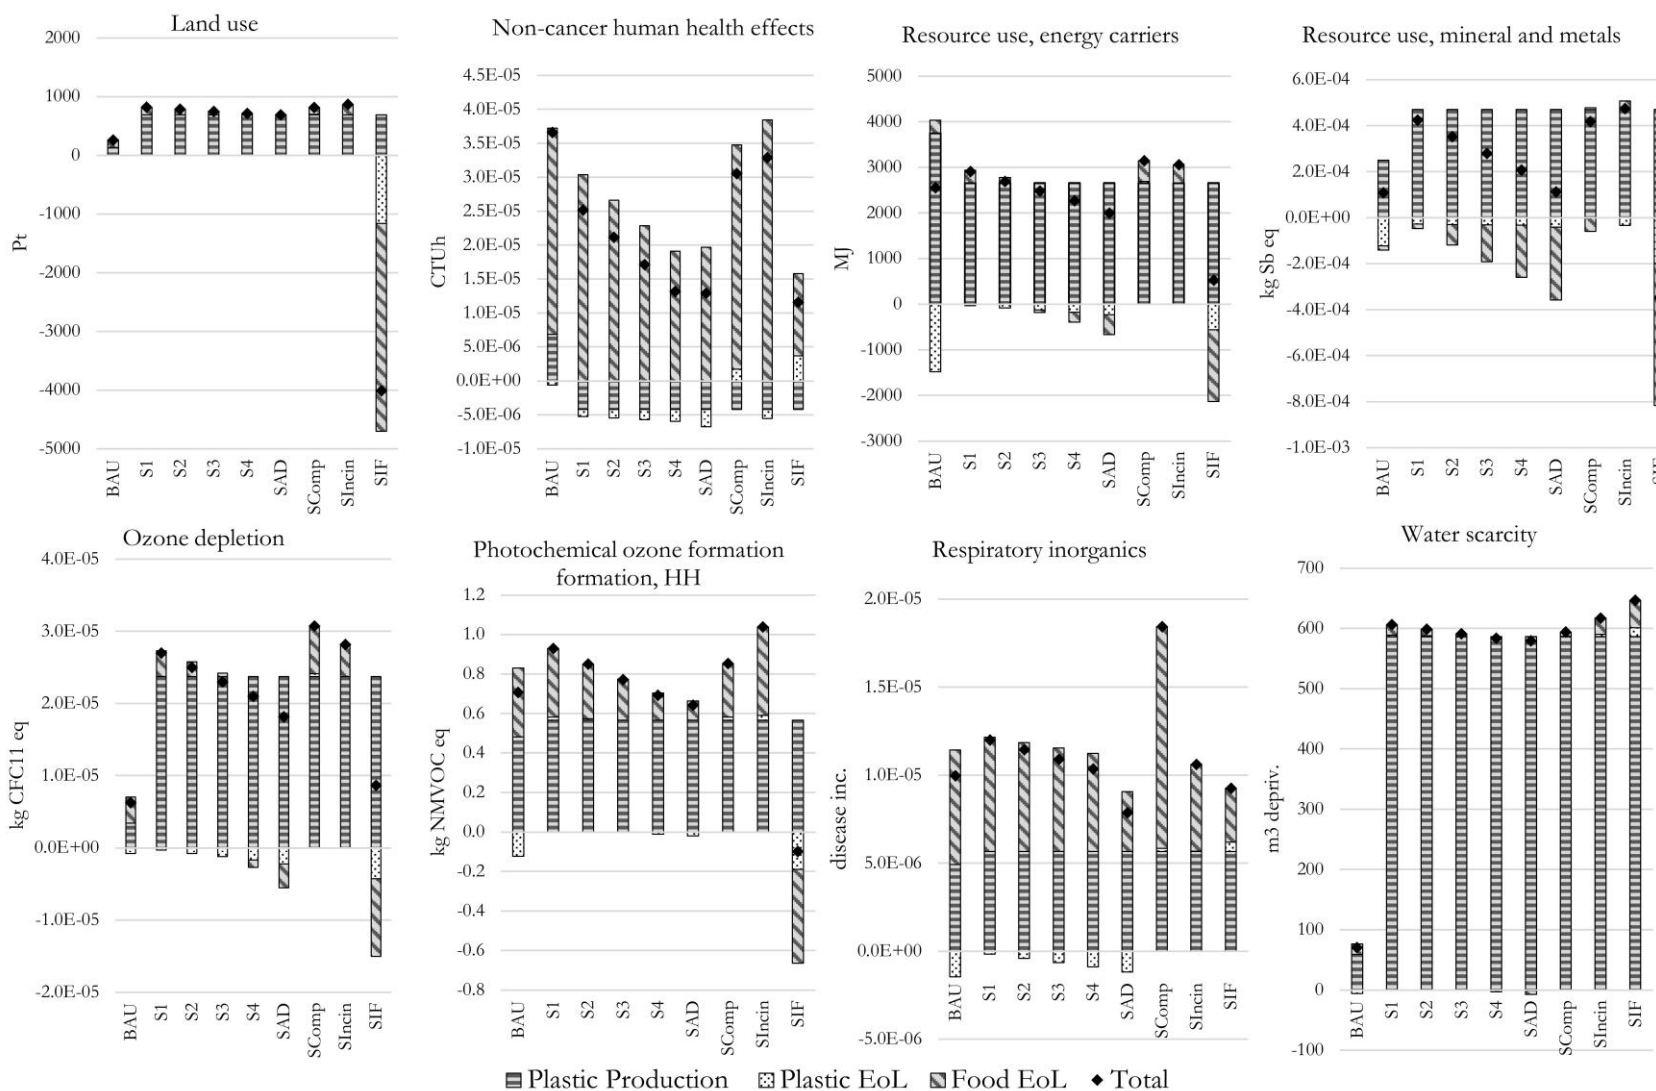 Land use
2000
1000
0
-1000
-2000
-3000
-4000
-5000
Pt
BAU
S1
S2
S3
S4
SAD
SComp
SIncin
SIF
Non-cancer human health effects
4.5E-05
4.0E-05
3.5E-05
3.0E-05
2.5E-05
2.0E-05
1.5E-05
1.0E-05
5.0E-06
0.0E+00
-5.0E-06
-1.0E-05
CTUh
BAU
S1
S2
S3
S4
SAD
SComp
SIncin
SIF
Resource use, energy carriers
5000
4000
3000
2000
1000
0
-1000
-2000
-3000
MJ
BAU
S1
S2
S3
S4
SAD
SComp
SIncin
SIF
Resource use, mineral and metals
6.0E-04
4.0E-04
2.0E-04
0.0E+00
-2.0E-04
-4.0E-04
-6.0E-04
-8.0E-04
-1.0E-03
kg Sb eq
BAU
S1
S2
S3
S4
SAD
SComp
SIncin
Ozone depletion
4.0E-05
3.0E-05
2.0E-05
1.0E-05
0.0E+00
-1.0E-05
-2.0E-05
kg CFC11 eq
BAU
S1
S2
S3
S4
SAD
SComp
SIncin
SIF
Photochemical ozone formation
formation, HH
1.2
1.0
0.8
0.6
0.4
0.2
0.0
-0.2
-0.4
-0.6
-0.8
kg NMVOC eq
BAU
S1
S2
S3
S4
SAD
SComp
SIncin
SIF
Respiratory inorganics
2.0E-05
1.5E-05
1.0E-05
5.0E-06
0.0E+00
-5.0E-06
disease inc.
BAU
S1
S2
S3
S4
SAD
SComp
SIncin
SIF
Water scarcity
700
600
500
400
300
200
100
0
-100
m3 depriv.
BAU
S1
S2
S3
S4
SAD
SComp
SIncin
SIF
Plastic Production Plastic EoL Food EoL Total